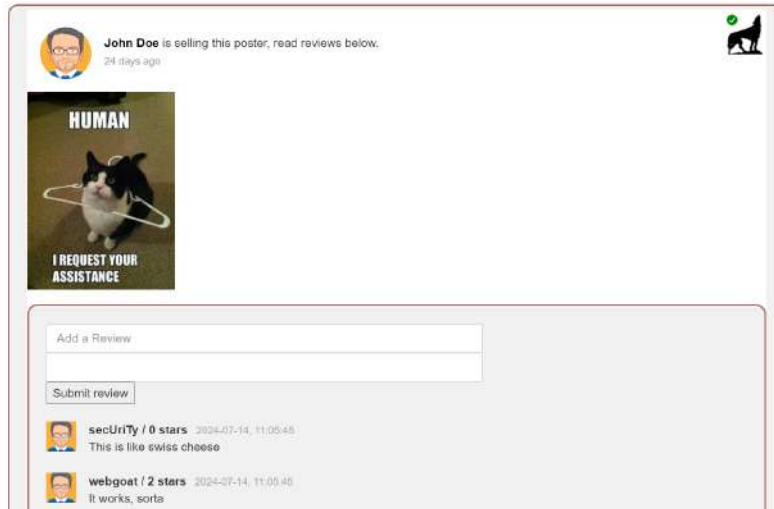 John Doe is selling this poster, read reviews below.
24 days ago
HUMAN
I REQUEST YOUR
ASSISTANCE
Add a Review
Submit review
secUriTy / 0 stars 2024-07-14, 11:05:45
This is like swiss cheese
webgoat / 2 stars 2024-07-14, 11:05:45
It works, sorta